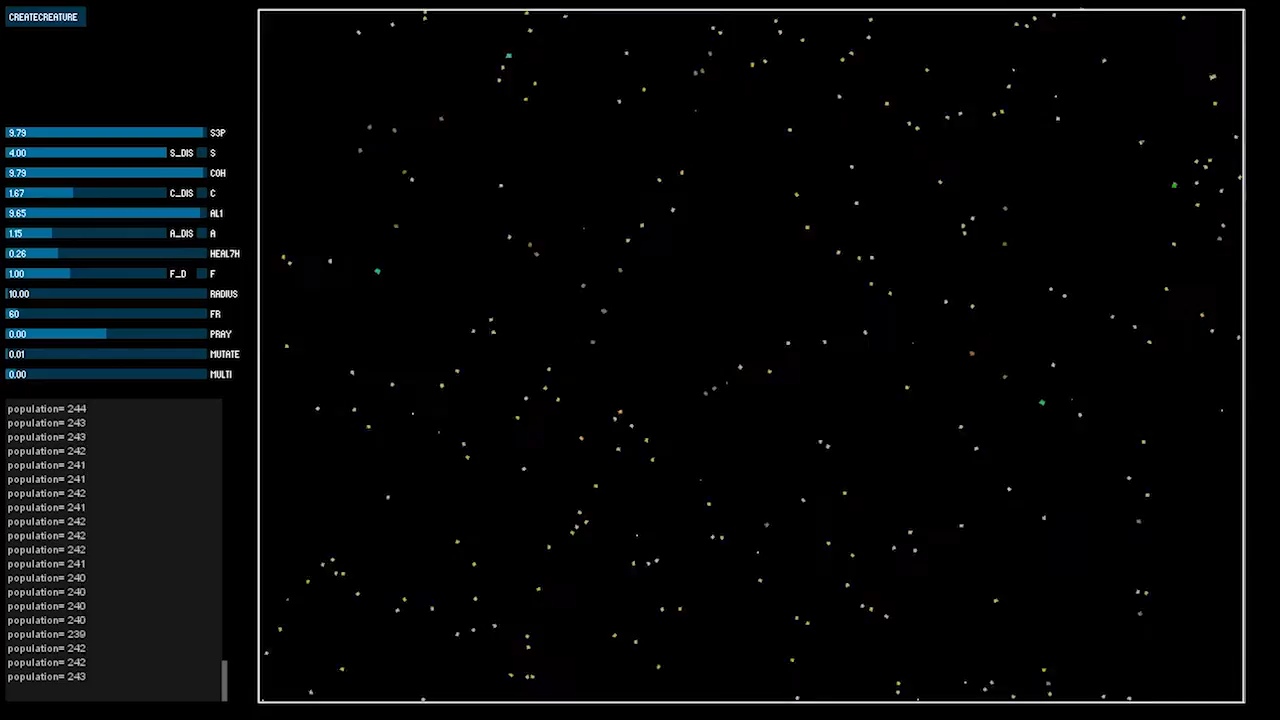 CREATECREATURE
9.79 S3P
4.00 S_DIS S
9.79 COH
1.67 C_DIS C
9.65 AL1
1.15 A_DIS A
0.26 HEAL7H
1.00 F_D F
10.00 RADIUS
60 FR
0.00 PRAY
0.01 MUTATE
0.00 MULTI
population= 244
population= 243
population= 243
population= 242
population= 241
population= 241
population= 242
population= 241
population= 242
population= 242
population= 242
population= 241
population= 240
population= 240
population= 240
population= 240
population= 239
population= 242
population= 242
population= 243